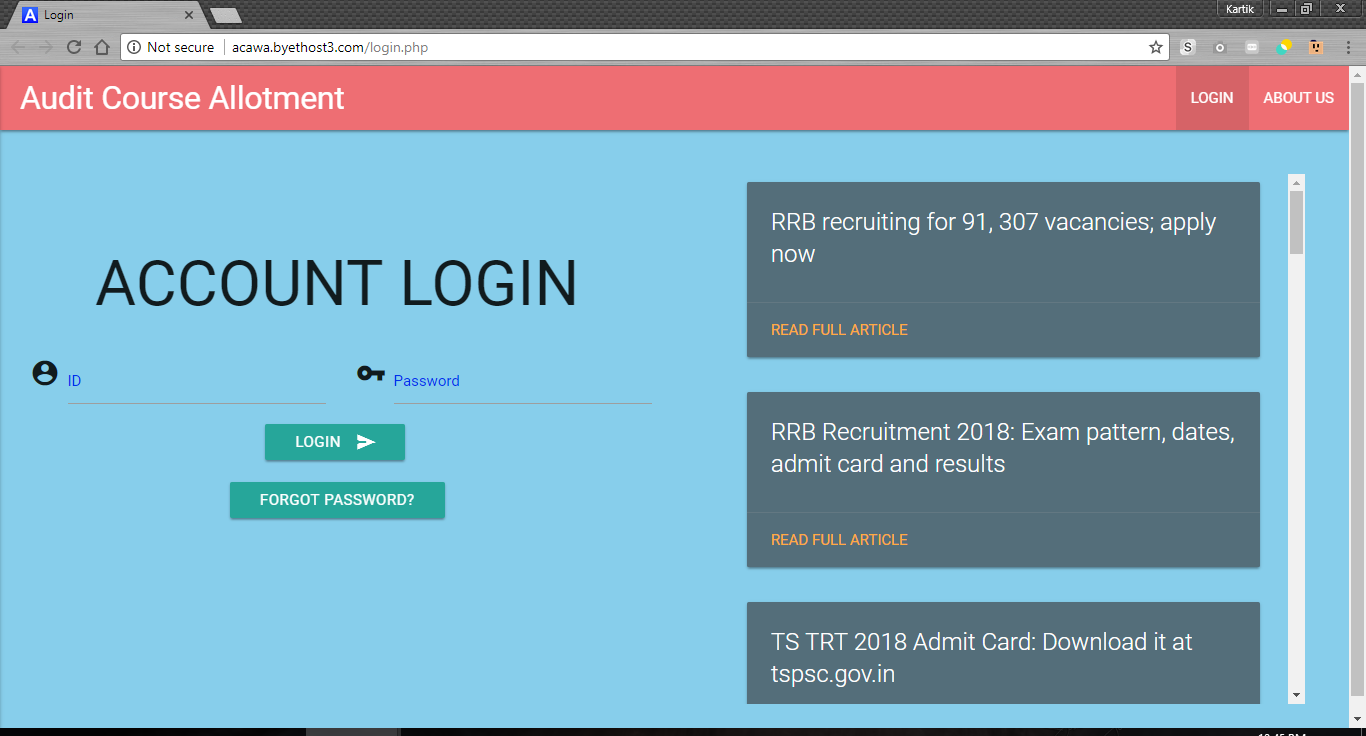 Login
Kartik
Not secure acawa.byethost3.com/login.php
S
Audit Course Allotment
LOGIN
ABOUT US
ACCOUNT LOGIN
ID
Password
LOGIN
FORGOT PASSWORD?
RRB recruiting for 91, 307 vacancies; apply
now
READ FULL ARTICLE
RRB Recruitment 2018: Exam pattern, dates,
admit card and results
READ FULL ARTICLE
TS TRT 2018 Admit Card: Download it at
tspsc.gov.in